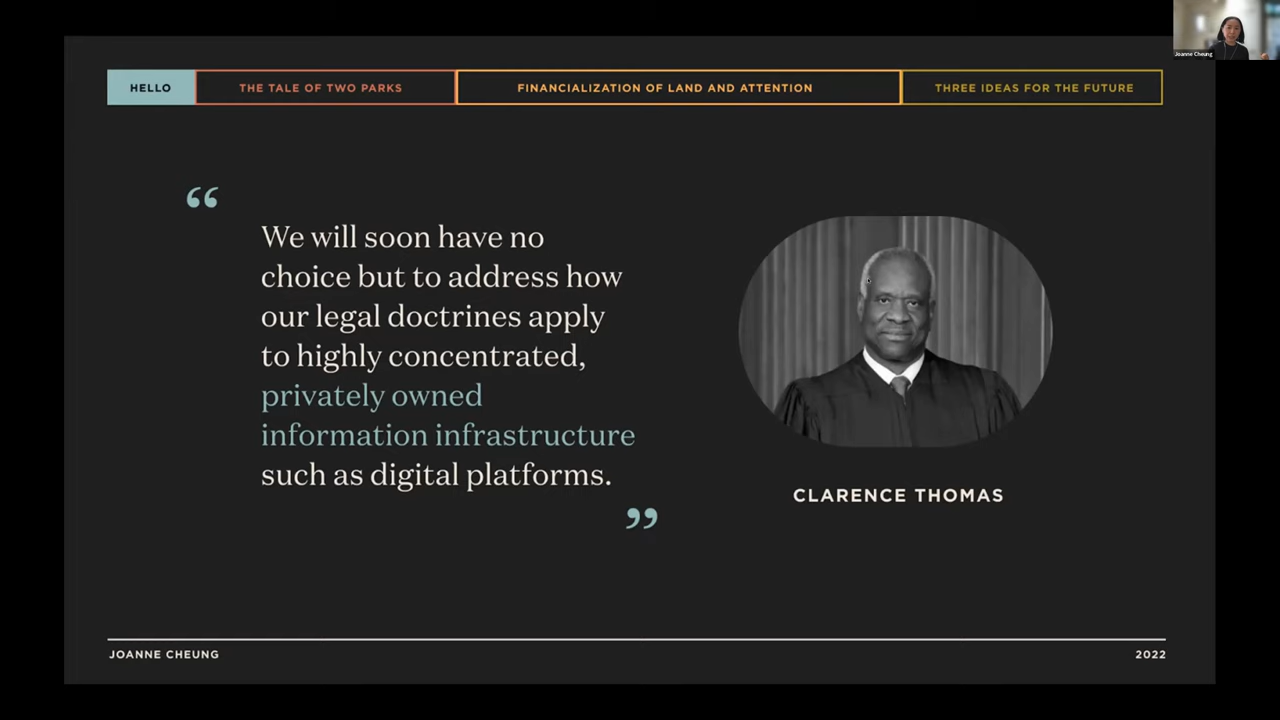 Joanne Cheung
HELLO
THE TALE OF TWO PARKS
FINANCIALIZATION OF LAND AND ATTENTION
THREE IDEAS FOR THE FUTURE
“
We will soon have no
choice but to address how
our legal doctrines apply
to highly concentrated,
privately owned
information infrastructure
such as digital platforms.
”
CLARENCE THOMAS
JOANNE CHEUNG
2022